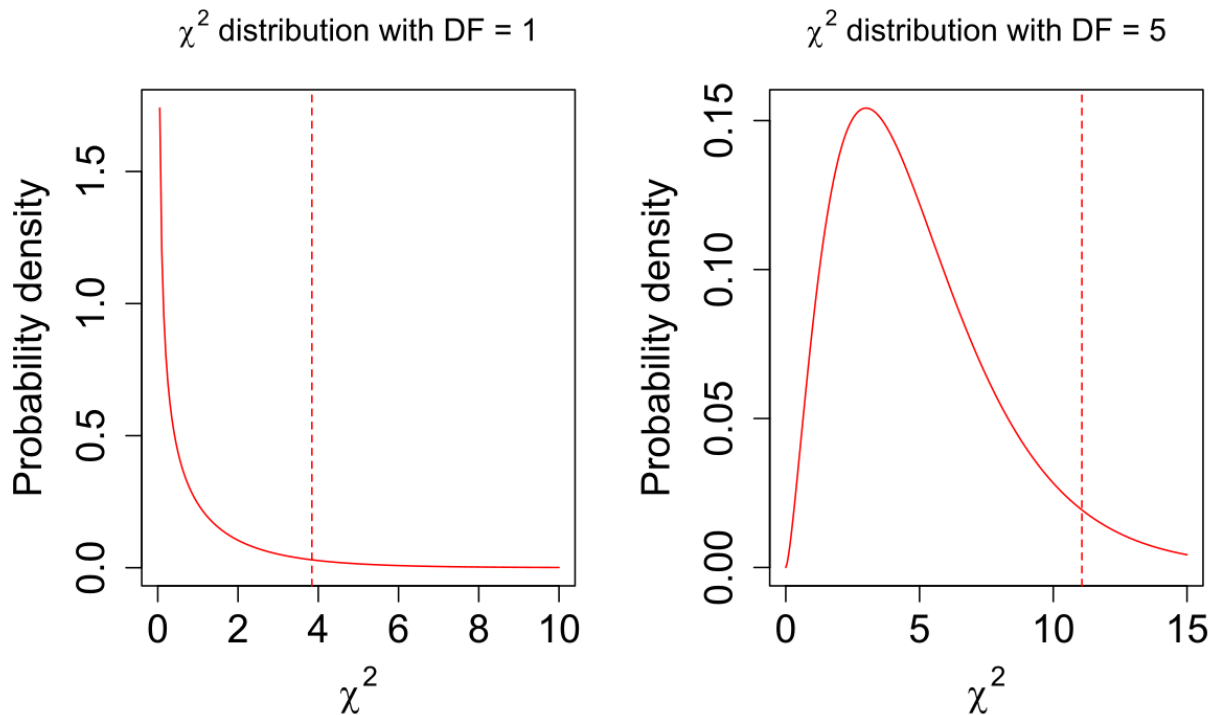 χ² distribution with DF = 1
Probability density
0.0 0.5 1.0 1.5
0 2 4 6 8 10
χ²
χ² distribution with DF = 5
Probability density
0.00 0.05 0.10 0.15
0 5 10 15
χ²